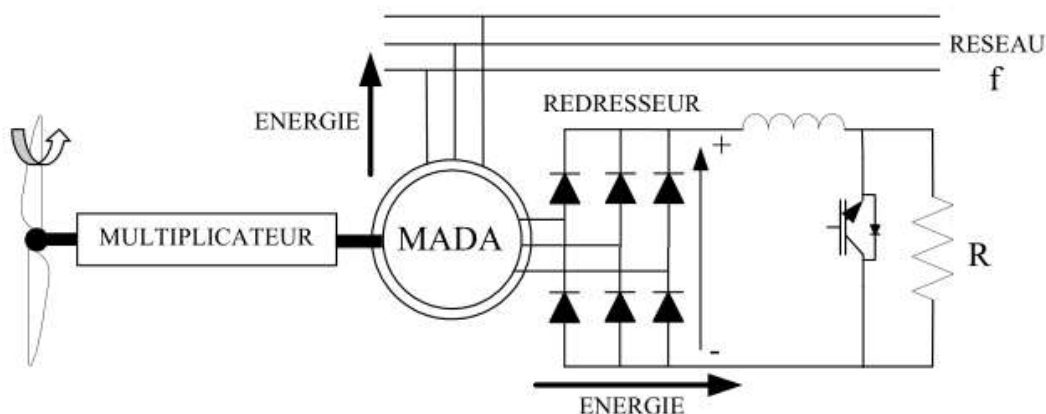 RESEAU
f
ENERGIE
REDRESSEUR
+
MULTIPLICATEUR
MADA
R
-
ENERGIE